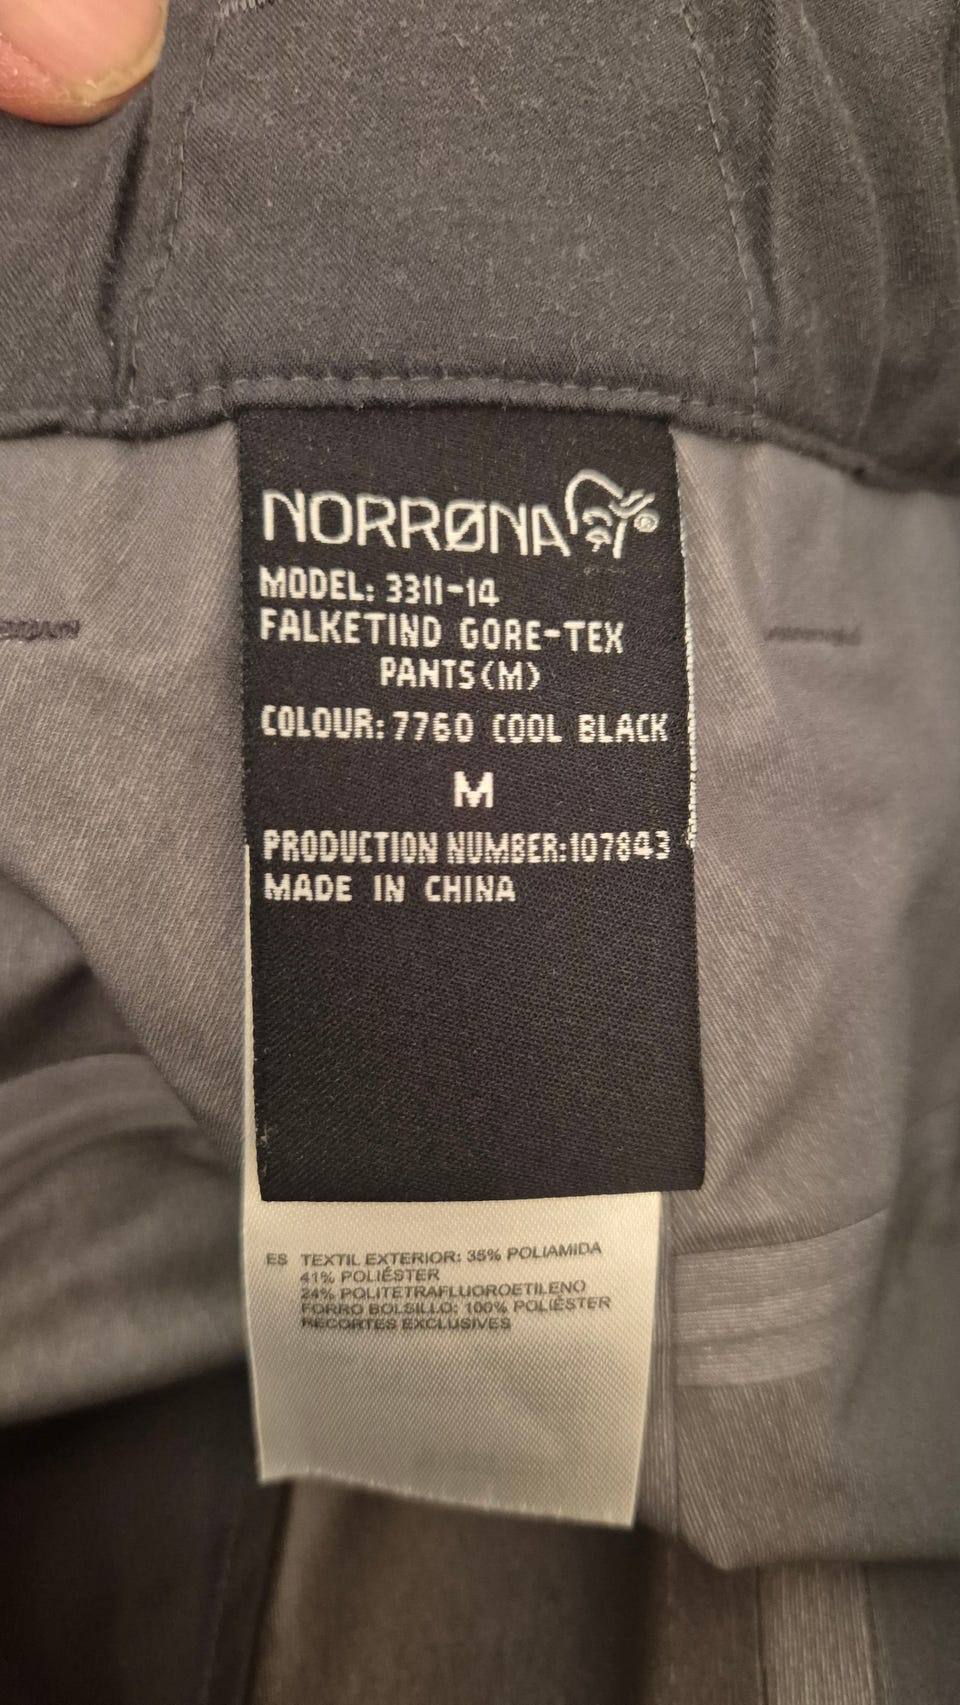 NORRØNA ®
MODEL: 3311-14
FALKETIND GORE-TEX
PANTS(M)
COLOUR: 7760 COOL BLACK
M
PRODUCTION NUMBER:107843
MADE IN CHINA
ES TEXTIL EXTERIOR: 35% POLIAMIDA
41% POLIÉSTER
24% POLITETRAFLUOROETILENO
FORRO BOLSILLO: 100% POLIÉSTER
RECORTES EXCLUSIVES